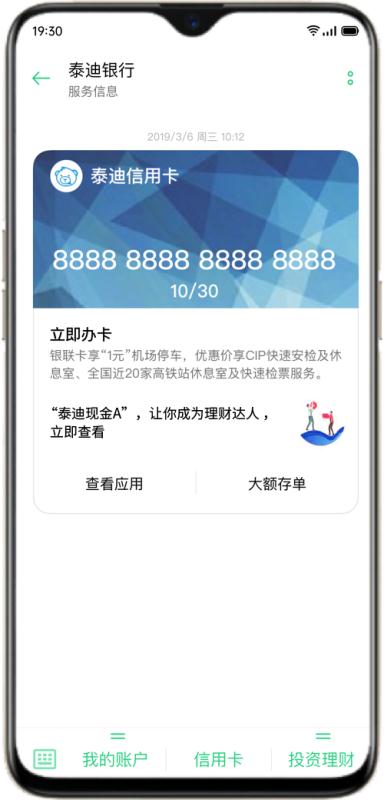 19:30
泰迪银行
服务信息
2019/3/6 周三 10:12
泰迪信用卡
8888 8888 8888 8888
10/30
立即办卡
银联卡享“1元”机场停车，优惠价享CIP快速安检及休
息室、全国近20家高铁站休息室及快速检票服务。
“泰迪现金A”，让你成为理财达人，
立即查看
查看应用
大额存单
我的账户
信用卡
投资理财